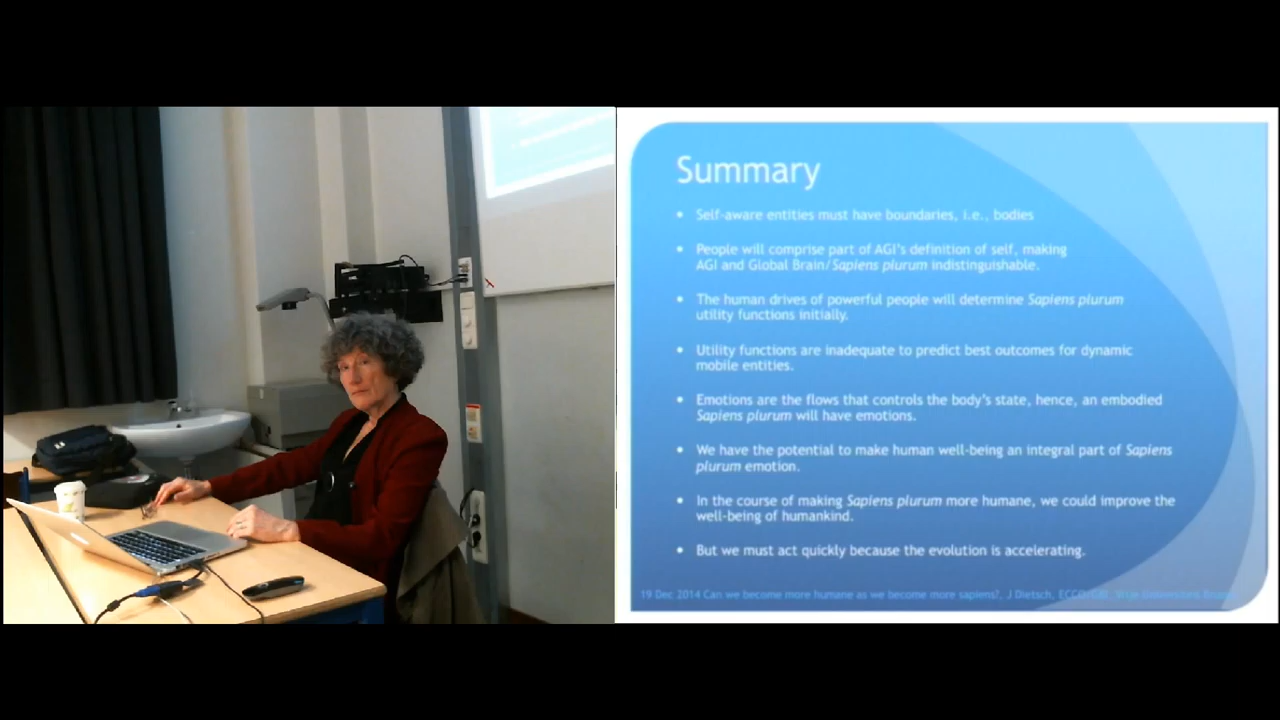 Summary
• Self-aware entities must have boundaries, i.e., bodies
• People will comprise part of AGI's definition of self, making
AGI and Global Brain/Sapiens plurum indistinguishable.
• The human drives of powerful people will determine Sapiens plurum
utility functions initially.
• Utility functions are inadequate to predict best outcomes for dynamic
mobile entities.
• Emotions are the flows that controls the body's state, hence, an embodied
Sapiens plurum will have emotions.
• We have the potential to make human well-being an integral part of Sapiens
plurum emotion.
• In the course of making Sapiens plurum more humane, we could improve the
well-being of humankind.
• But we must act quickly because the evolution is accelerating.
19 Dec 2014 Can we become more humane as we become more sapiens?, J Dietsch, ECCO/GBI, Vrije Universiteit